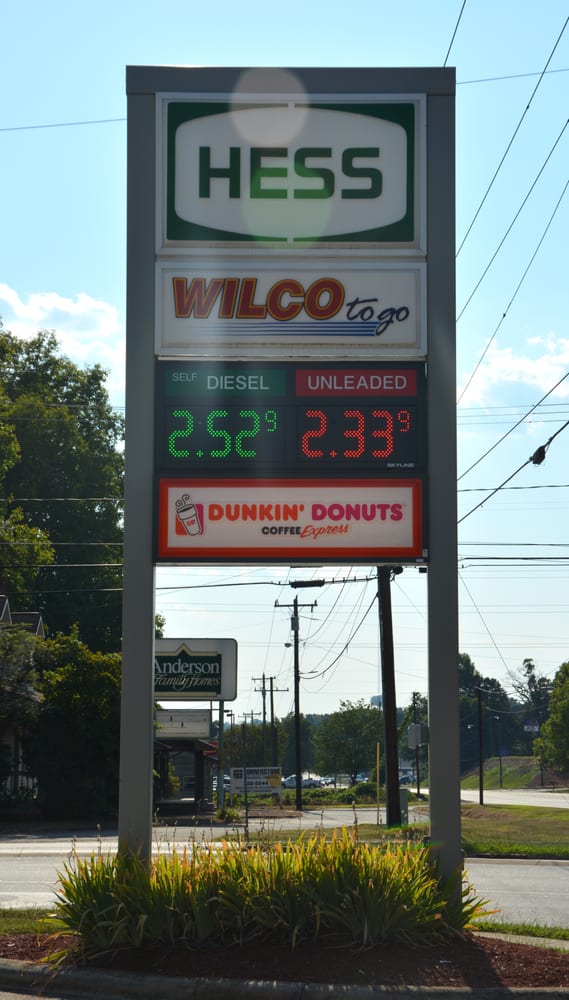 HESS
WILCO to go
SELF DIESEL UNLEADED
2.52 9 2.33 9
SKYLINE
DUNKIN' DONUTS
COFFEE Express
Anderson
Family Homes